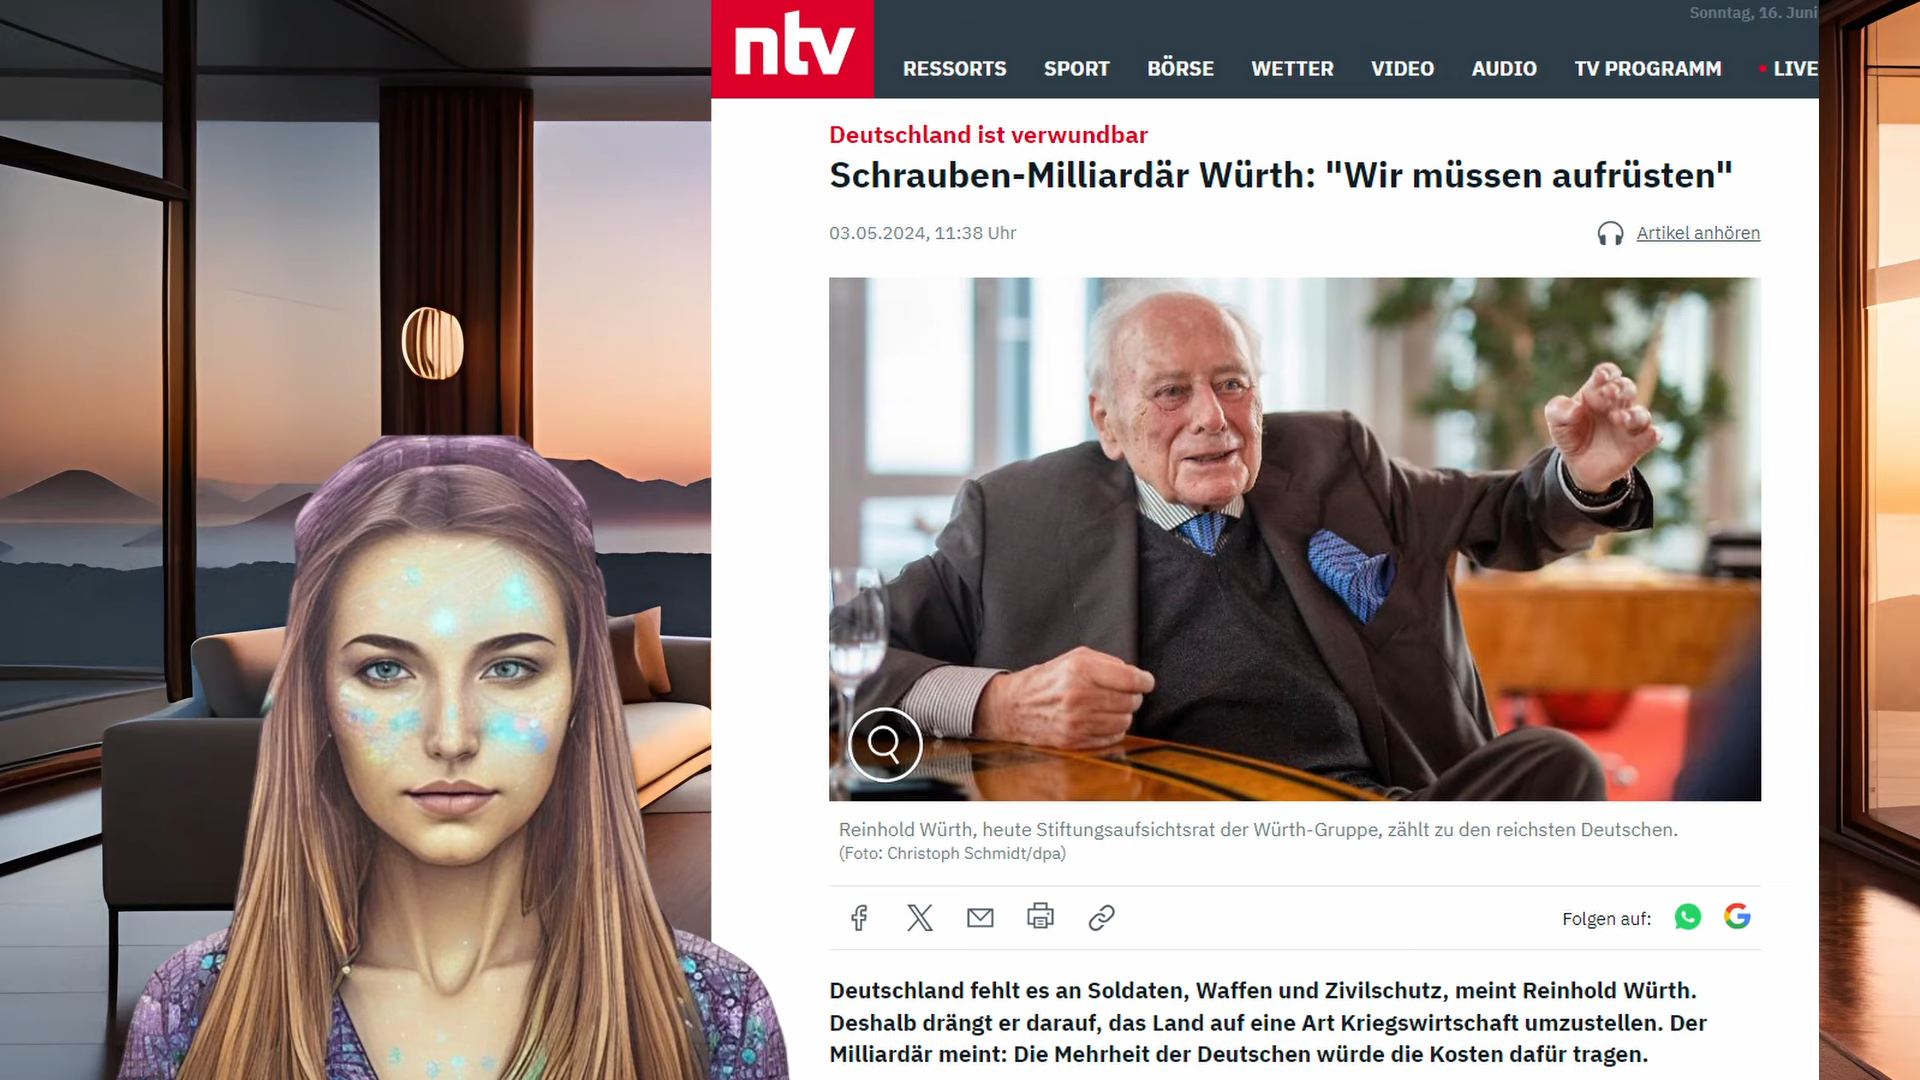 ntv
Sonntag, 16. Juni
RESSORTS SPORT BÖRSE WETTER VIDEO AUDIO TV PROGRAMM LIVE
Deutschland ist verwundbar
Schrauben-Milliardär Würth: "Wir müssen aufrüsten"
03.05.2024, 11:38 Uhr
Artikel anhören
Reinhold Würth, heute Stiftungsaufsichtsrat der Würth-Gruppe, zählt zu den reichsten Deutschen.
(Foto: Christoph Schmidt/dpa)
Folgen auf:
Deutschland fehlt es an Soldaten, Waffen und Zivilschutz, meint Reinhold Würth.
Deshalb drängt er darauf, das Land auf eine Art Kriegswirtschaft umzustellen. Der
Milliardär meint: Die Mehrheit der Deutschen würde die Kosten dafür tragen.